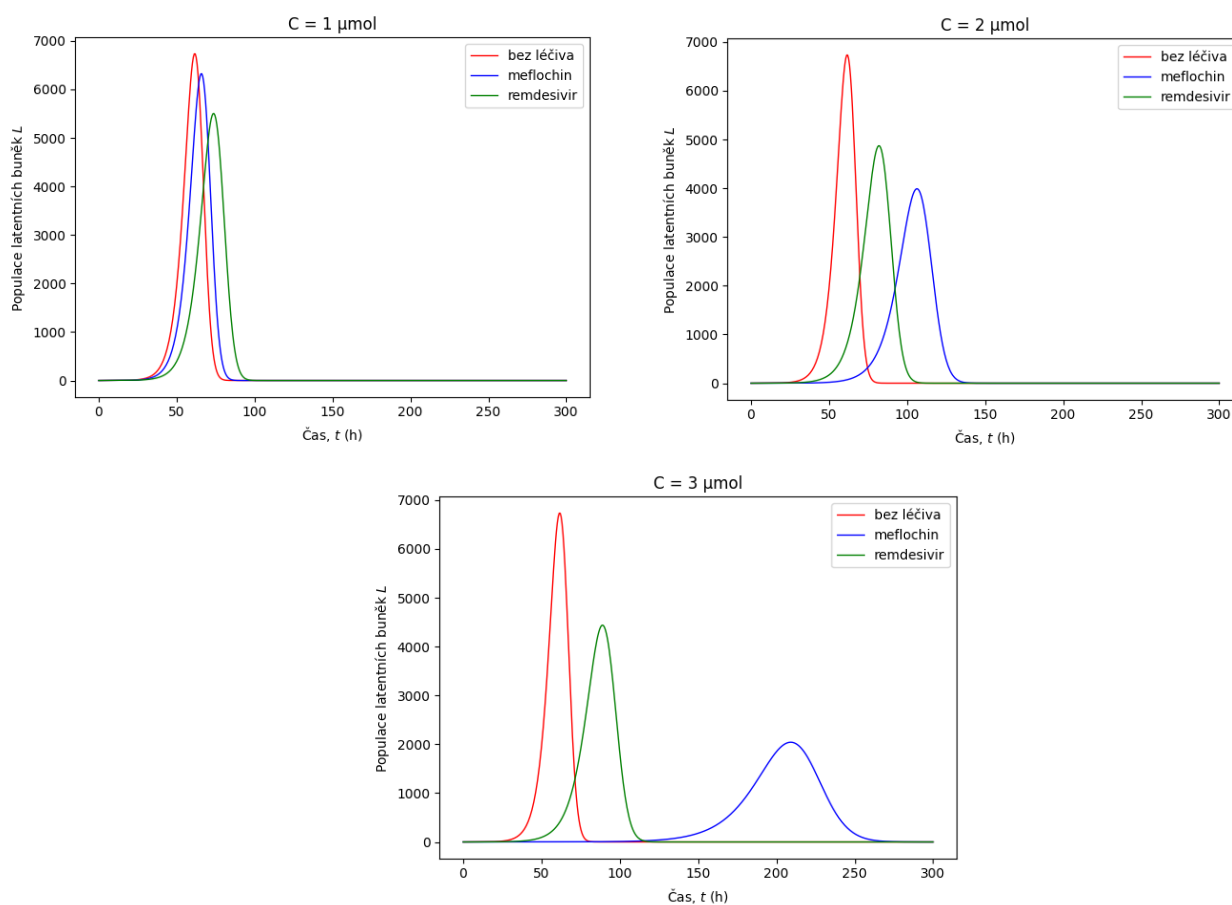 C = 1 μmol
7000
6000
5000
4000
3000
2000
1000
0
Populace latentních buněk L
bez léčiva
meflochin
remdesivir
0 50 100 150 200 250 300
Čas, t (h)
C = 2 μmol
7000
6000
5000
4000
3000
2000
1000
0
Populace latentních buněk L
bez léčiva
meflochin
remdesivir
0 50 100 150 200 250 300
Čas, t (h)
C = 3 μmol
7000
6000
5000
4000
3000
2000
1000
0
Populace latentních buněk L
bez léčiva
meflochin
remdesivir
0 50 100 150 200 250 300
Čas, t (h)